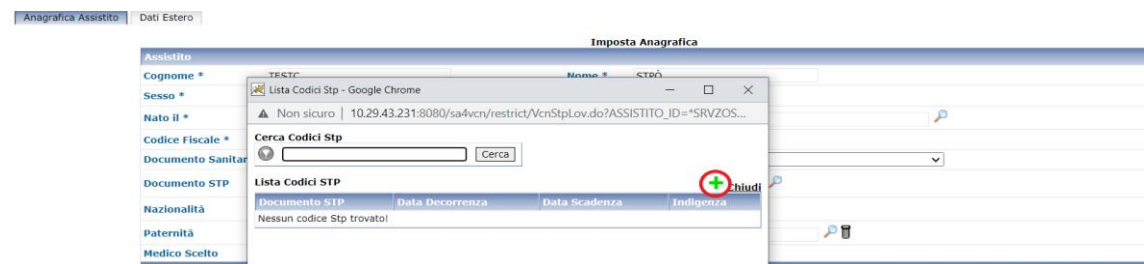 Anagrafica Assistito Dati Estero
Imposta Anagrafica
Assistito
Cognome * TESTC Nome * STPÒ
Lista Codici Stp - Google Chrome
Sesso *
Non sicuro | 10.29.43.231:8080/sa4vcn/restrict/VcnStpLov.do?ASSISTITO_ID=*SRVZOS...
Nato il *
Codice Fiscale * Cerca Codici Stp
Cerca
Documento Sanitar
Documento STP Lista Codici STP Chiudi
Documento STP Data Decorrenza Data Scadenza Indigenza
Nazionalità
Nessun codice Stp trovato!
Paternità
Medico Scelto